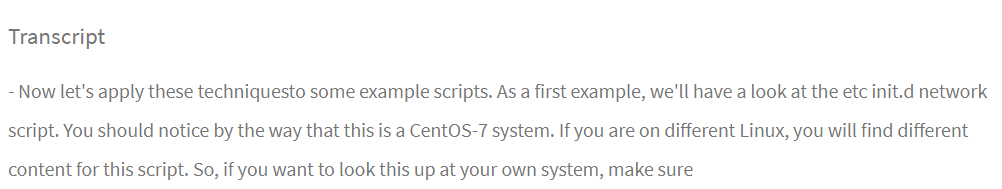 Transcript
- Now let's apply these techniquesto some example scripts. As a first example, we'll have a look at the etc init.d network
script. You should notice by the way that this is a CentOS-7 system. If you are on different Linux, you will find different
content for this script. So, if you want to look this up at your own system, make sure